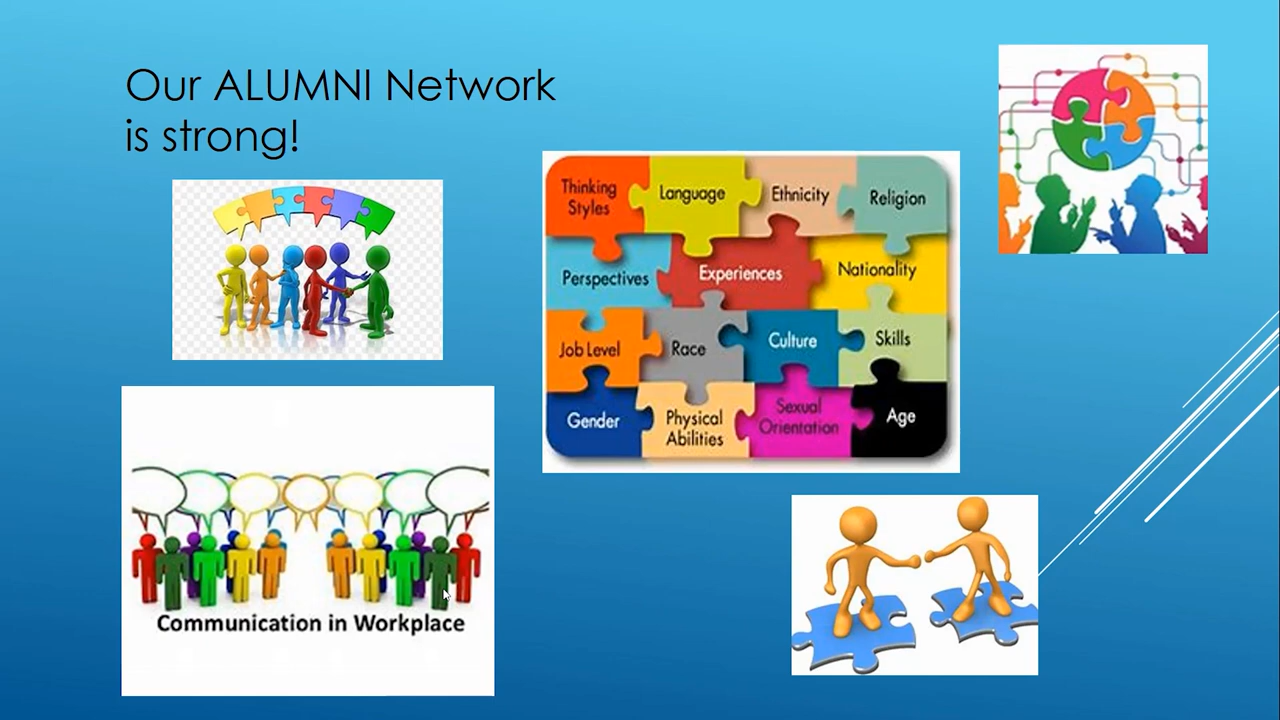 Our ALUMNI Network
is strong!
Thinking
Styles
Language
Ethnicity
Religion
Perspectives
Experiences
Nationality
Job Level
Race
Culture
Skills
Gender
Physical
Abilities
Sexual
Orientation
Age
Communication in Workplace